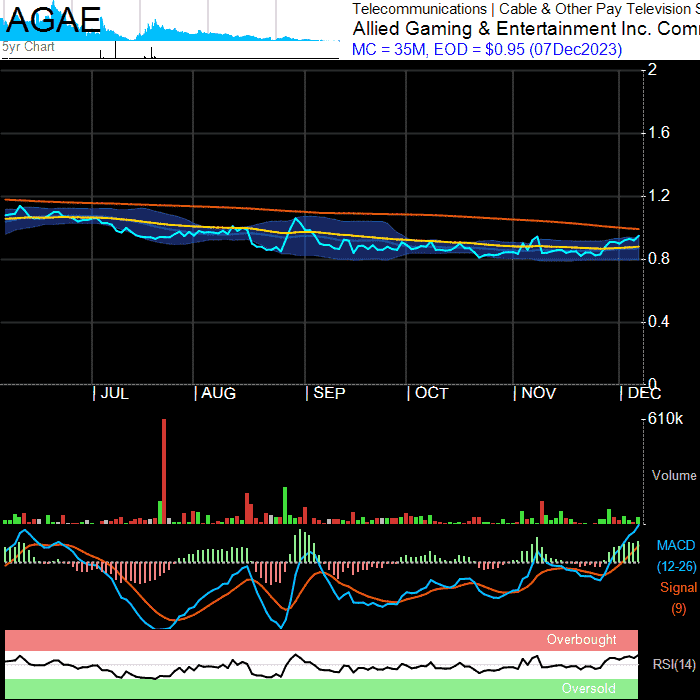 AGAE
5yr Chart
Telecommunications | Cable & Other Pay Television S
Allied Gaming & Entertainment Inc. Com
MC = 35M, EOD = $0.95 (07Dec2023)
2
1.6
1.2
0.8
0.4
0
JUL AUG SEP OCT NOV DEC
610k
Volume
MACD
(12-26)
Signal
(9)
Overbought
RSI(14)
Oversold